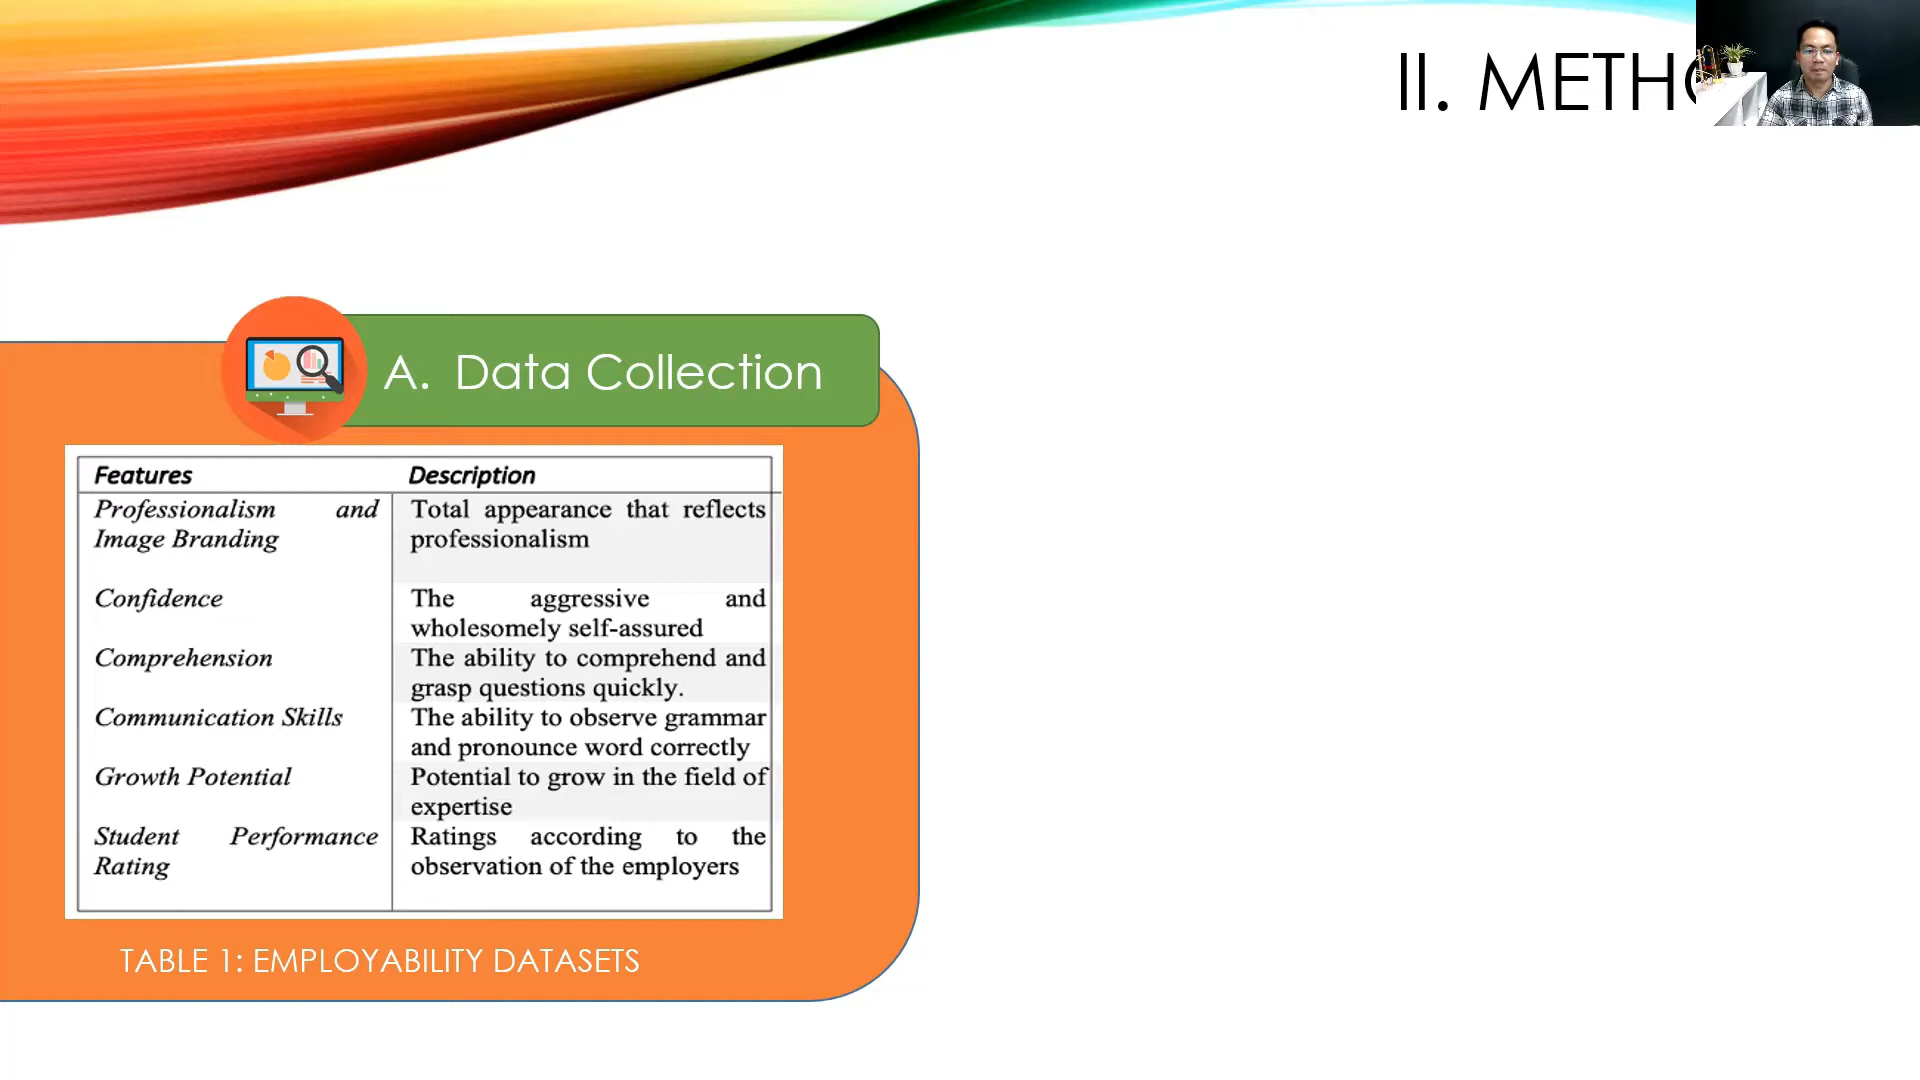 II. METHO
A. Data Collection
Features Description
Professionalism and Total appearance that reflects
Image Branding professionalism
Confidence The aggressive and
wholesomely self-assured
Comprehension The ability to comprehend and
grasp questions quickly.
Communication Skills The ability to observe grammar
and pronounce word correctly
Growth Potential Potential to grow in the field of
expertise
Student Performance Ratings according to the
Rating observation of the employers
TABLE 1: EMPLOYABILITY DATASETS